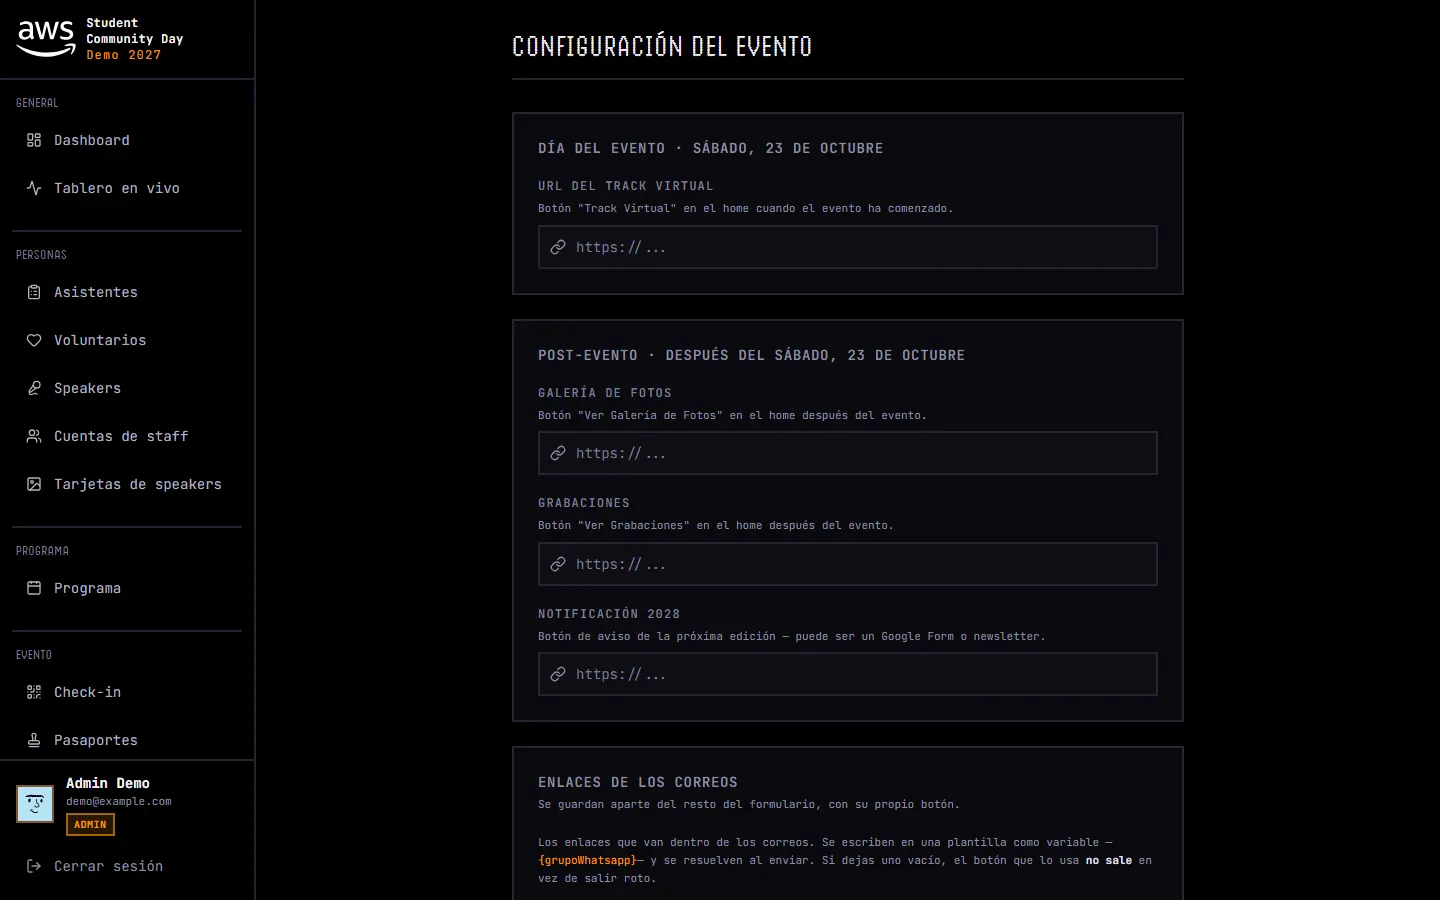 aws
Student
Community Day
Demo 2027
GENERAL
Dashboard
Tablero en vivo
PERSONAS
Asistentes
Voluntarios
Speakers
Cuentas de staff
Tarjetas de speakers
PROGRAMA
Programa
EVENTO
Check-in
Pasaportes
Admin Demo
demo@example.com
ADMIN
Cerrar sesión
CONFIGURACIÓN DEL EVENTO
DÍA DEL EVENTO · SÁBADO, 23 DE OCTUBRE
URL DEL TRACK VIRTUAL
Botón "Track Virtual" en el home cuando el evento ha comenzado.
https://...
POST-EVENTO · DESPUÉS DEL SÁBADO, 23 DE OCTUBRE
GALERÍA DE FOTOS
Botón "Ver Galería de Fotos" en el home después del evento.
https://...
GRABACIONES
Botón "Ver Grabaciones" en el home después del evento.
https://...
NOTIFICACIÓN 2028
Botón de aviso de la próxima edición — puede ser un Google Form o newsletter.
https://...
ENLACES DE LOS CORREOS
Se guardan aparte del resto del formulario, con su propio botón.
Los enlaces que van dentro de los correos. Se escriben en una plantilla como variable —
{grupoWhatsapp}— y se resuelven al enviar. Si dejas uno vacío, el botón que lo usa no sale en
vez de salir roto.